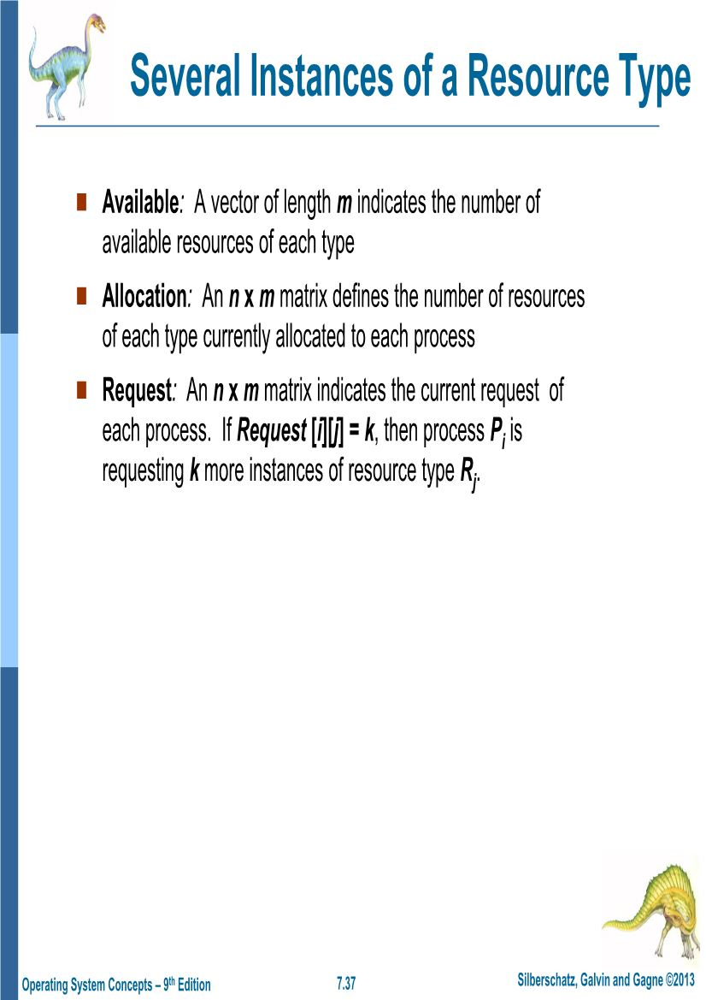 Several Instances of a Resource Type
■ Available: A vector of length m indicates the number of
available resources of each type
■ Allocation: An n x m matrix defines the number of resources
of each type currently allocated to each process
■ Request: An n x m matrix indicates the current request of
each process. If Request [i][j] = k, then process Pi is
requesting k more instances of resource type Rj.
Operating System Concepts – 9th Edition
7.37
Silberschatz, Galvin and Gagne ©2013